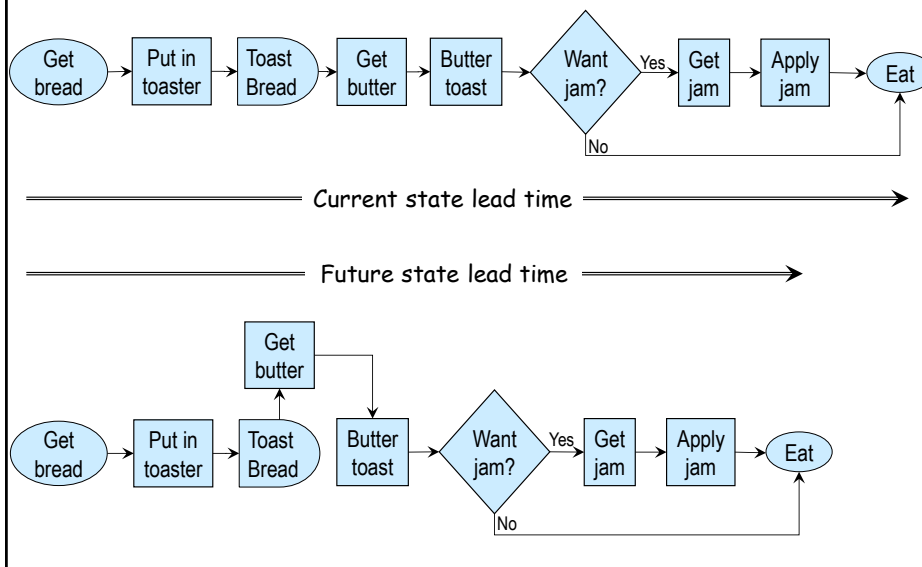 Get
bread
Put in
toaster
Toast
Bread
Get
butter
Butter
toast
Want
jam?
Yes
Get
jam
Apply
jam
Eat
No
Current state lead time
Future state lead time
Get
butter
Get
bread
Put in
toaster
Toast
Bread
Butter
toast
Want
jam?
Yes
Get
jam
Apply
jam
Eat
No